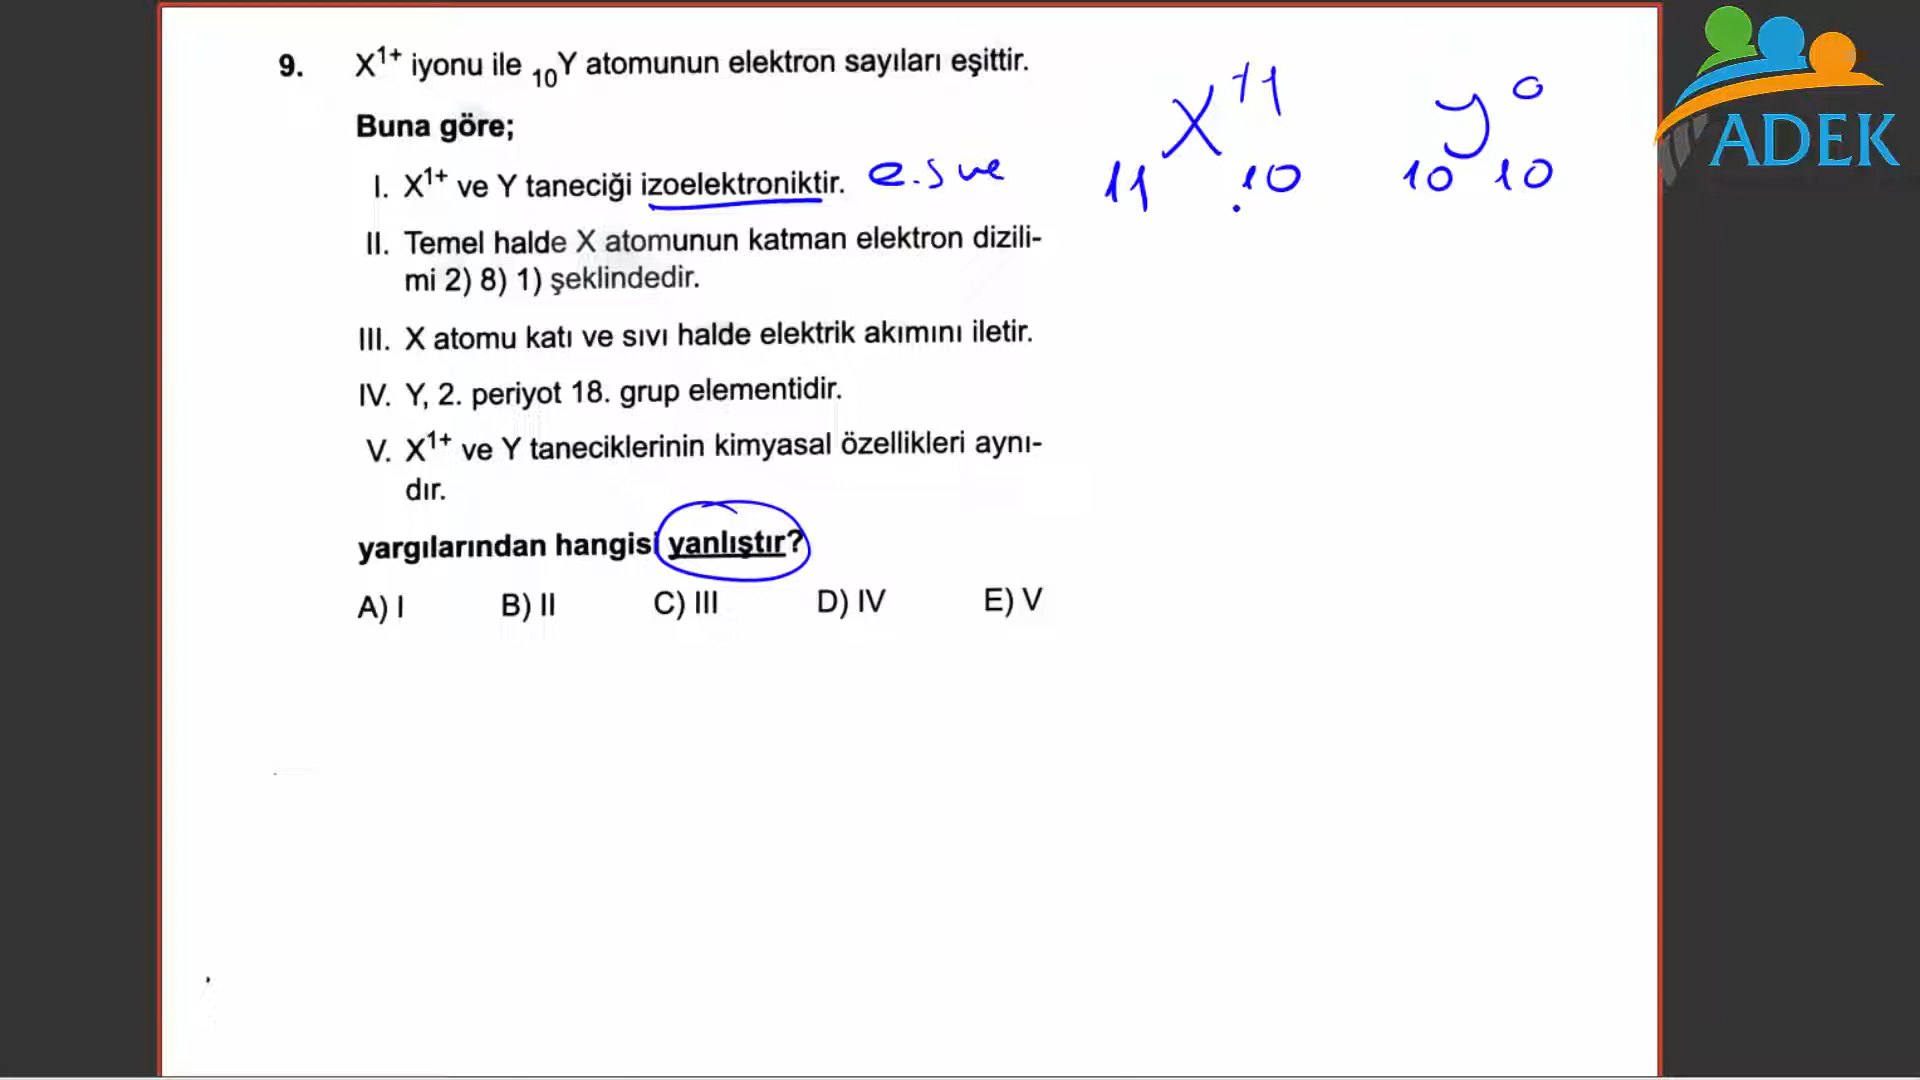 9. X¹⁺ iyonu ile ₁₀Y atomunun elektron sayıları eşittir.
Buna göre;
I. X¹⁺ ve Y taneciği izoelektroniktir. e.s ve
II. Temel halde X atomunun katman elektron dizili-
mi 2) 8) 1) şeklindedir.
III. X atomu katı ve sıvı halde elektrik akımını iletir.
IV. Y, 2. periyot 18. grup elementidir.
V. X¹⁺ ve Y taneciklerinin kimyasal özellikleri aynı-
dır.
yargılarından hangisi yanlıştır?
A) I B) II C) III D) IV E) V
X⁺¹ y⁰
11 10 10 10
ADEK